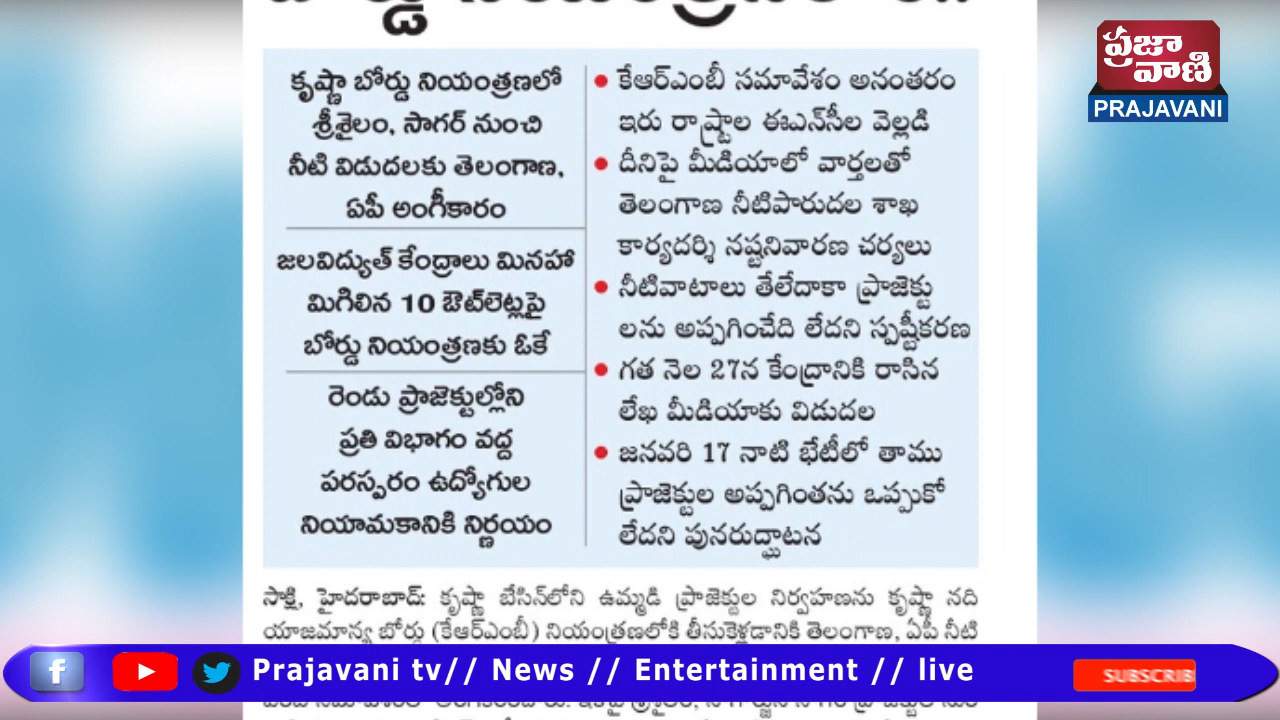 ప్రజా
వాణి
PRAJAVANI
కృష్ణా బోర్డు నియంత్రణలో
శ్రీశైలం, సాగర్ నుంచి
నీటి విడుదలకు తెలంగాణ,
ఏపీ అంగీకారం
జలవిద్యుత్ కేంద్రాలు మినహా
మిగిలిన 10 ఔట్‌లెట్లపై
బోర్డు నియంత్రణకు ఓకే
రెండు ప్రాజెక్టుల్లోని
ప్రతి విభాగం వద్ద
పరస్పరం ఉద్యోగుల
నియామకానికి నిర్ణయం
• కేఆర్ఎంబీ సమావేశం అనంతరం
ఇరు రాష్ట్రాల ఈఎన్‌సీల వెల్లడి
• దీనిపై మీడియాలో వార్తలతో
తెలంగాణ నీటిపారుదల శాఖ
కార్యదర్శి నష్టనివారణ చర్యలు
• నీటివాటాలు తేలేదాకా ప్రాజెక్టు
లను అప్పగించేది లేదని స్పష్టీకరణ
• గత నెల 27న కేంద్రానికి రాసిన
లేఖ మీడియాకు విడుదల
• జనవరి 17 నాటి భేటీలో తాము
ప్రాజెక్టుల అప్పగింతను ఒప్పుకో
లేదని పునరుద్ఘాటన
సాక్షి, హైదరాబాద్: కృష్ణా బేసిన్‌లోని ఉమ్మడి ప్రాజెక్టుల నిర్వహణను కృష్ణా నది
యాజమాన్య బోర్డు (కేఆర్ఎంబీ) నియంత్రణలోకి తీసుకెళ్లడానికి తెలంగాణ, ఏపీ నీటి
Prajavani tv// News // Entertainment // live
SUBSCRIB